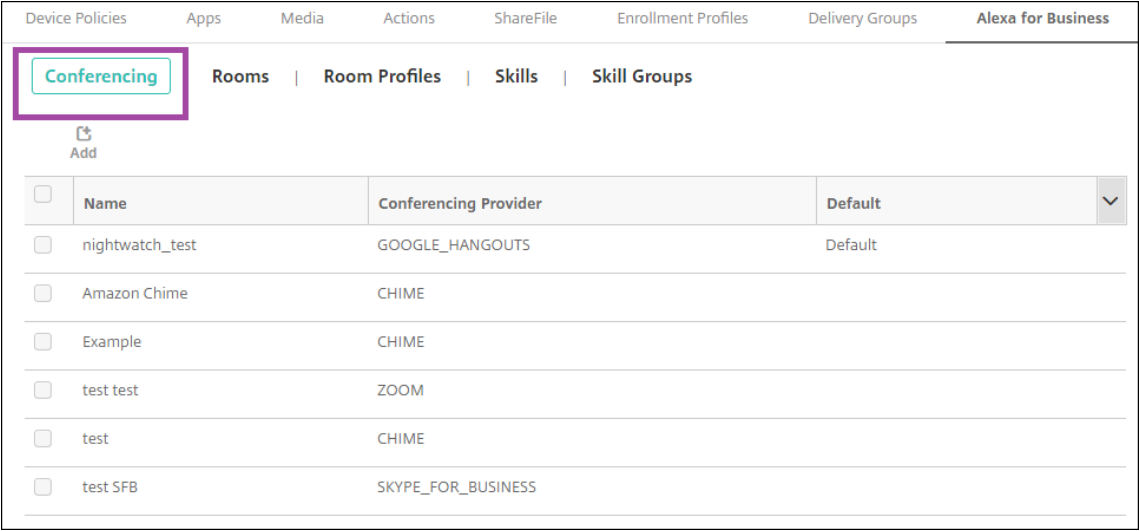 Device Policies Apps Media Actions ShareFile Enrollment Profiles Delivery Groups Alexa for Business
Conferencing Rooms | Room Profiles | Skills | Skill Groups
Add
Name Conferencing Provider Default
nightwatch_test GOOGLE_HANGOUTS Default
Amazon Chime CHIME
Example CHIME
test test ZOOM
test CHIME
test SFB SKYPE_FOR_BUSINESS